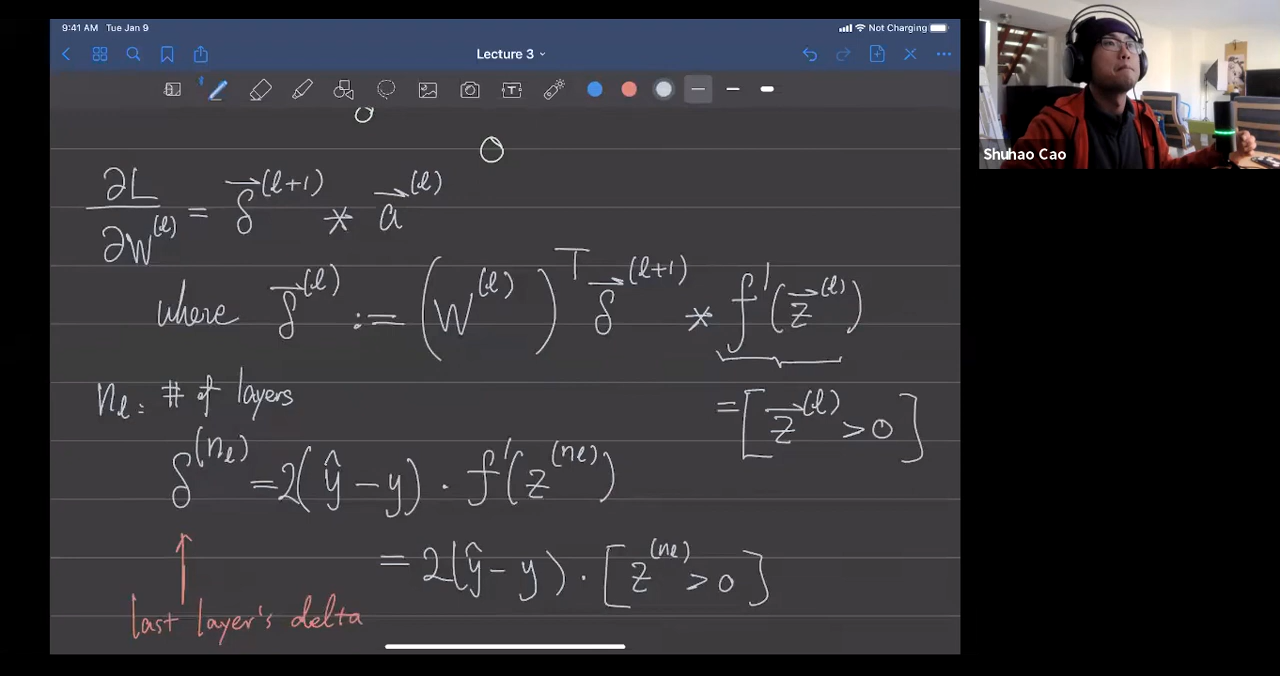 9:41 AM Tue Jan 9
Not Charging
Lecture 3
Shuhao Cao
∂L/∂W^(l) = δ⃗^(l+1) * a⃗^(l)
where δ⃗^(l) := (W^(l))^T δ⃗^(l+1) * f'(z⃗^(l))
= [z⃗^(l) > 0]
n_l: # of layers
δ^(n_l) = 2(ŷ - y) · f'(z^(n_l))
= 2(ŷ - y) · [z^(n_l) > 0]
last layer's delta